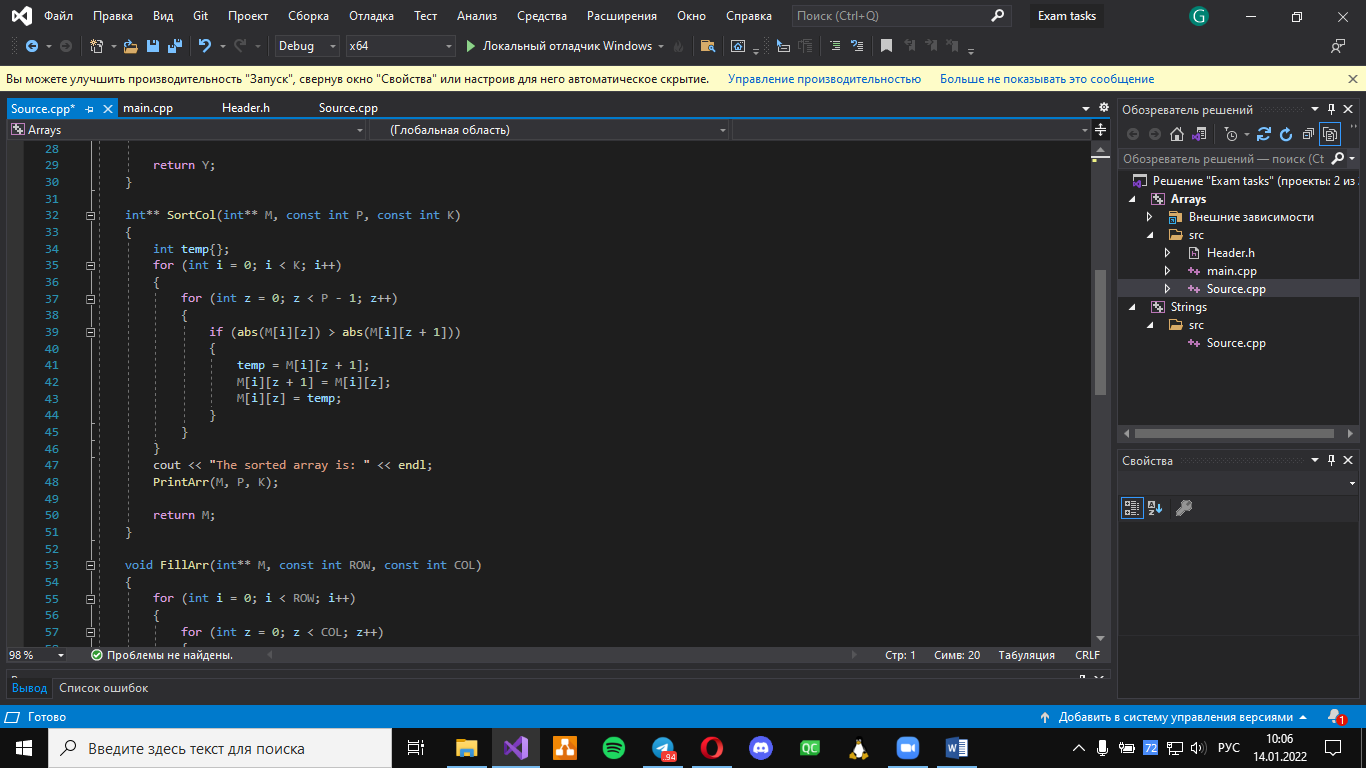 Файл Правка Вид Git Проект Сборка Отладка Тест Анализ Средства Расширения Окно Справка Поиск (Ctrl+Q) Exam tasks G
Debug x64 Локальный отладчик Windows
Вы можете улучшить производительность "Запуск", свернув окно "Свойства" или настроив для него автоматическое скрытие. Управление производительностью Больше не показывать это сообщение
Source.cpp* main.cpp Header.h Source.cpp
Arrays (Глобальная область)
28
29 return Y;
30 }
31
32 int** SortCol(int** M, const int P, const int K)
33 {
34 int temp{};
35 for (int i = 0; i < K; i++)
36 {
37 for (int z = 0; z < P - 1; z++)
38 {
39 if (abs(M[i][z]) > abs(M[i][z + 1]))
40 {
41 temp = M[i][z + 1];
42 M[i][z + 1] = M[i][z];
43 M[i][z] = temp;
44 }
45 }
46 }
47 cout << "The sorted array is: " << endl;
48 PrintArr(M, P, K);
49
50 return M;
51 }
52
53 void FillArr(int** M, const int ROW, const int COL)
54 {
55 for (int i = 0; i < ROW; i++)
56 {
57 for (int z = 0; z < COL; z++)
98 % Проблемы не найдены. Стр: 1 Симв: 20 Табуляция CRLF
Вывод Список ошибок
Обозреватель решений
Обозреватель решений — поиск (Ct
Решение "Exam tasks" (проекты: 2 из
Arrays
Внешние зависимости
src
Header.h
main.cpp
Source.cpp
Strings
src
Source.cpp
Свойства
Готово Добавить в систему управления версиями 1
Введите здесь текст для поиска 94 QC 72 РУС 10:06
14.01.2022